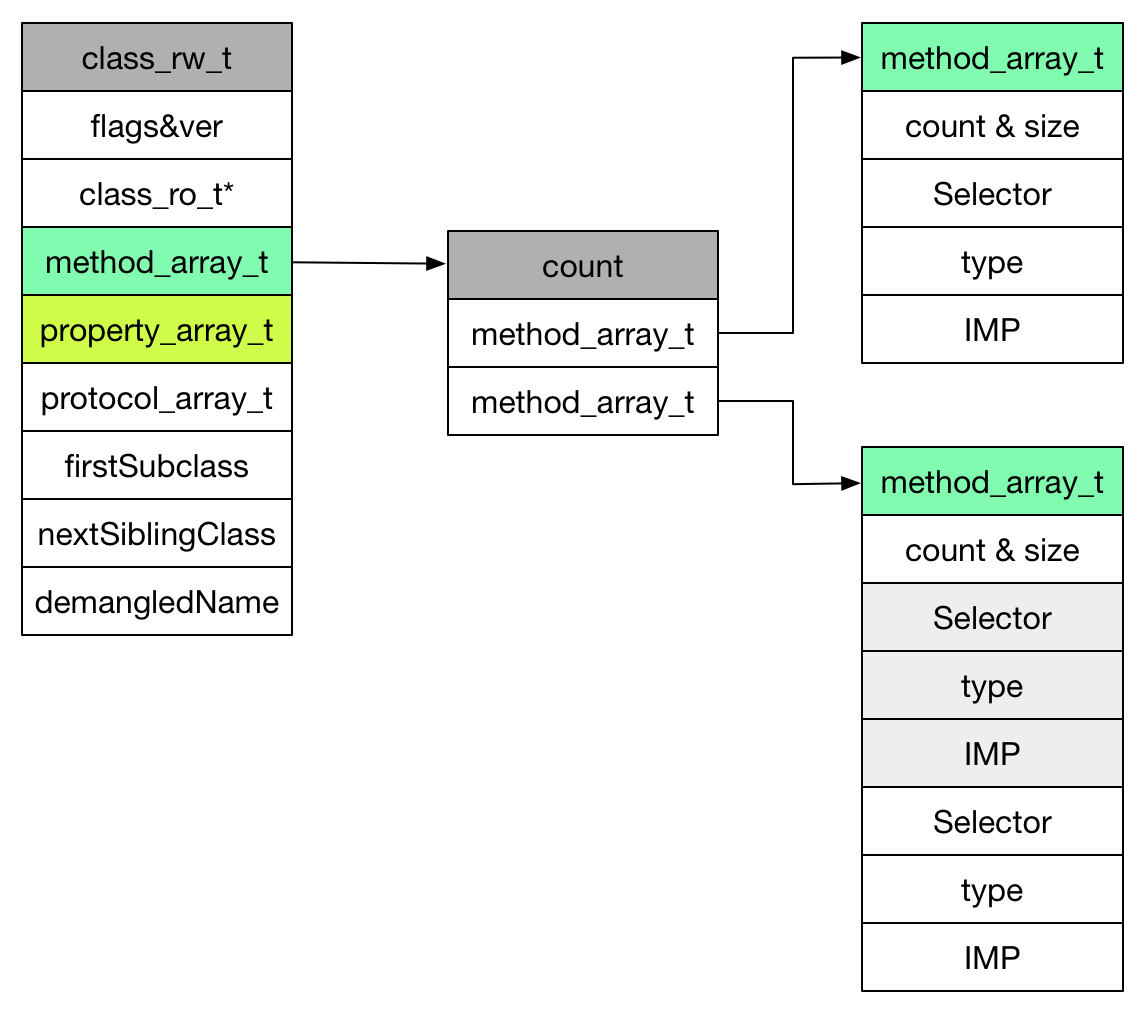 class_rw_t
flags&ver
class_ro_t*
method_array_t
property_array_t
protocol_array_t
firstSubclass
nextSiblingClass
demangledName
count
method_array_t
method_array_t
method_array_t
count & size
Selector
type
IMP
method_array_t
count & size
Selector
type
IMP
Selector
type
IMP